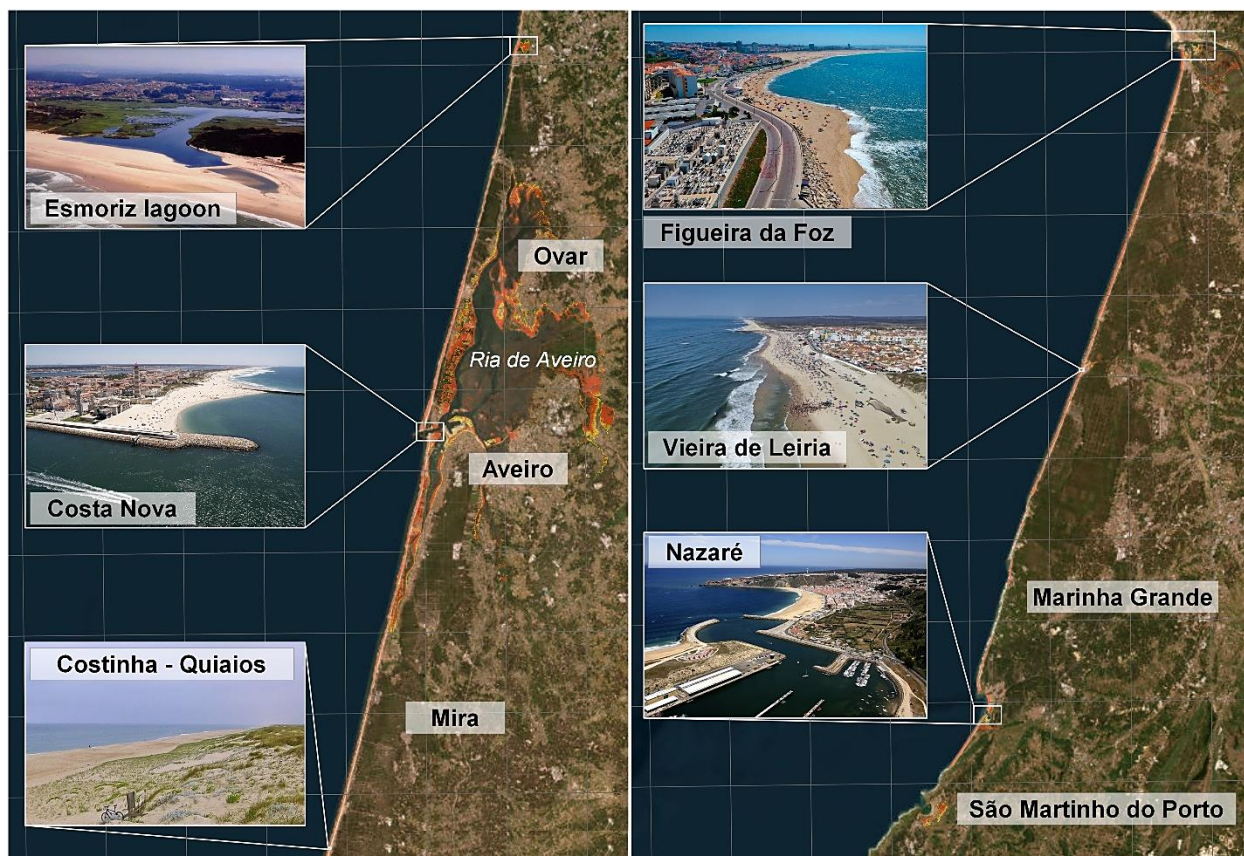 Esmoriz lagoon
Ovar
Ria de Aveiro
Costa Nova
Aveiro
Costinha - Quiaios
Mira
Figueira da Foz
Vieira de Leiria
Nazaré
Marinha Grande
São Martinho do Porto